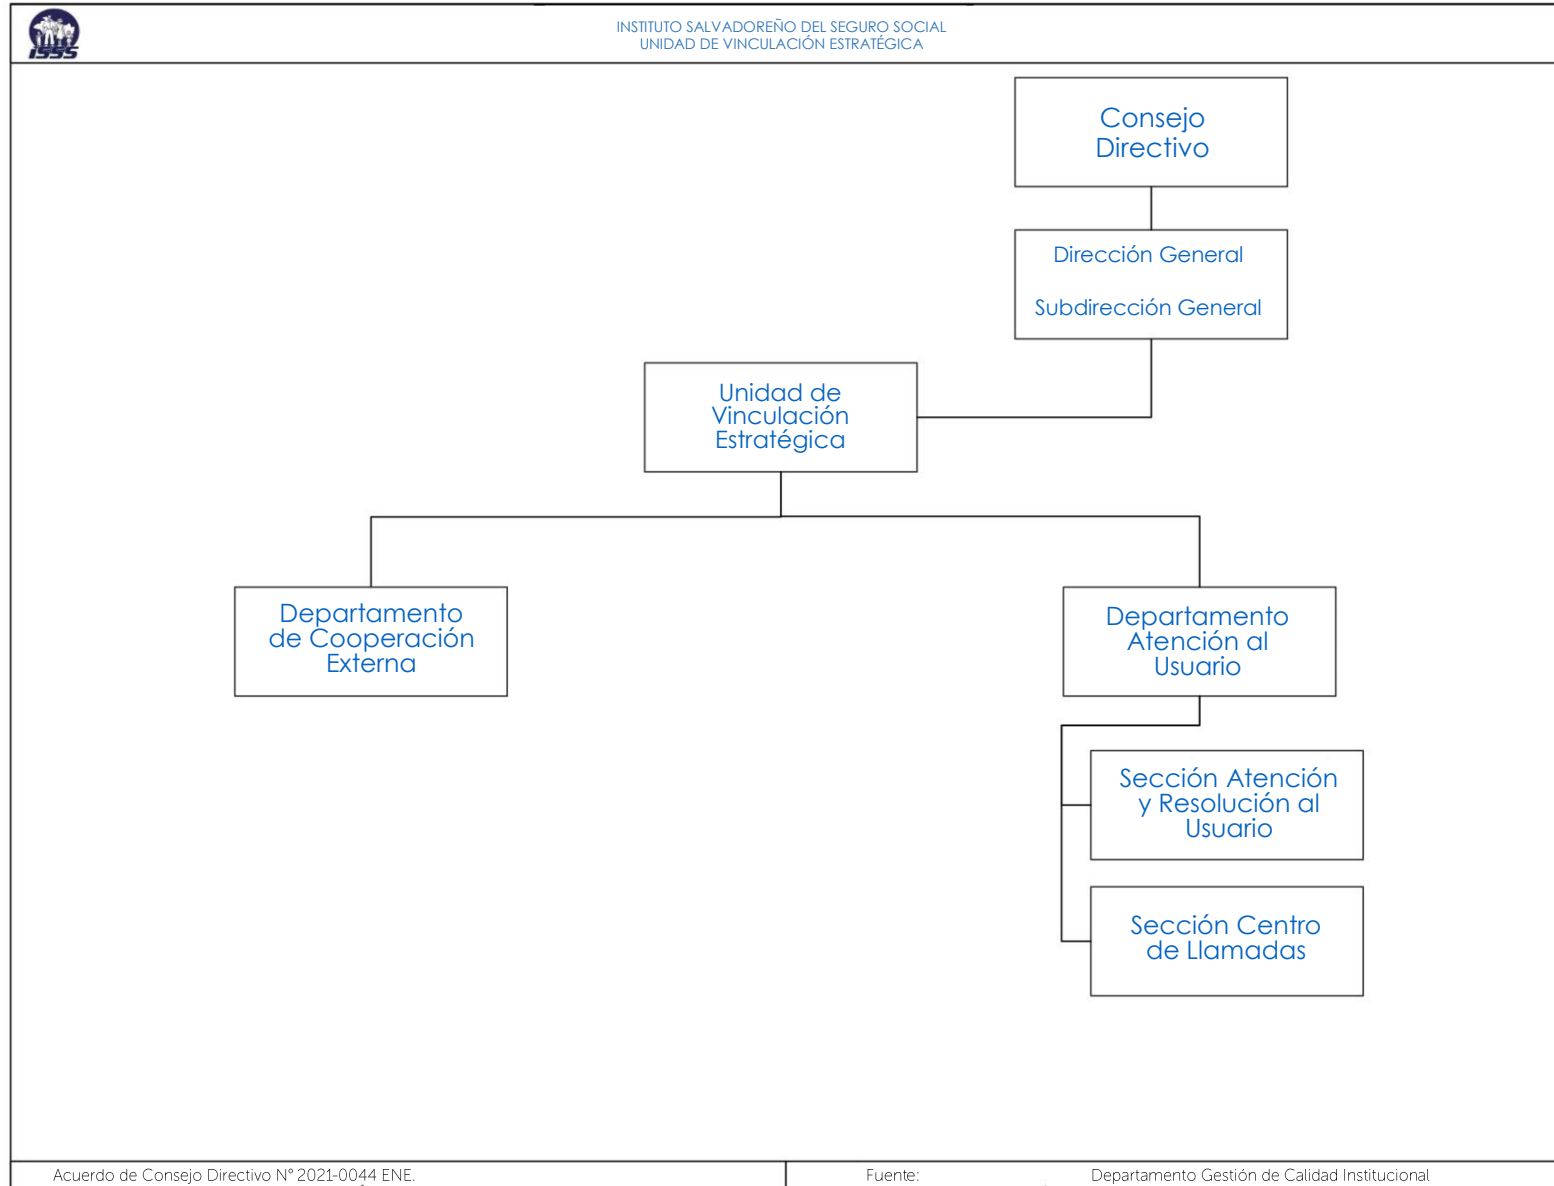 ISSS
INSTITUTO SALVADOREÑO DEL SEGURO SOCIAL
UNIDAD DE VINCULACIÓN ESTRATÉGICA
Consejo
Directivo
Dirección General
Subdirección General
Unidad de
Vinculación
Estratégica
Departamento
de Cooperación
Externa
Departamento
Atención al
Usuario
Sección Atención
y Resolución al
Usuario
Sección Centro
de Llamadas
Acuerdo de Consejo Directivo N° 2021-0044 ENE.
Fuente:
Departamento Gestión de Calidad Institucional